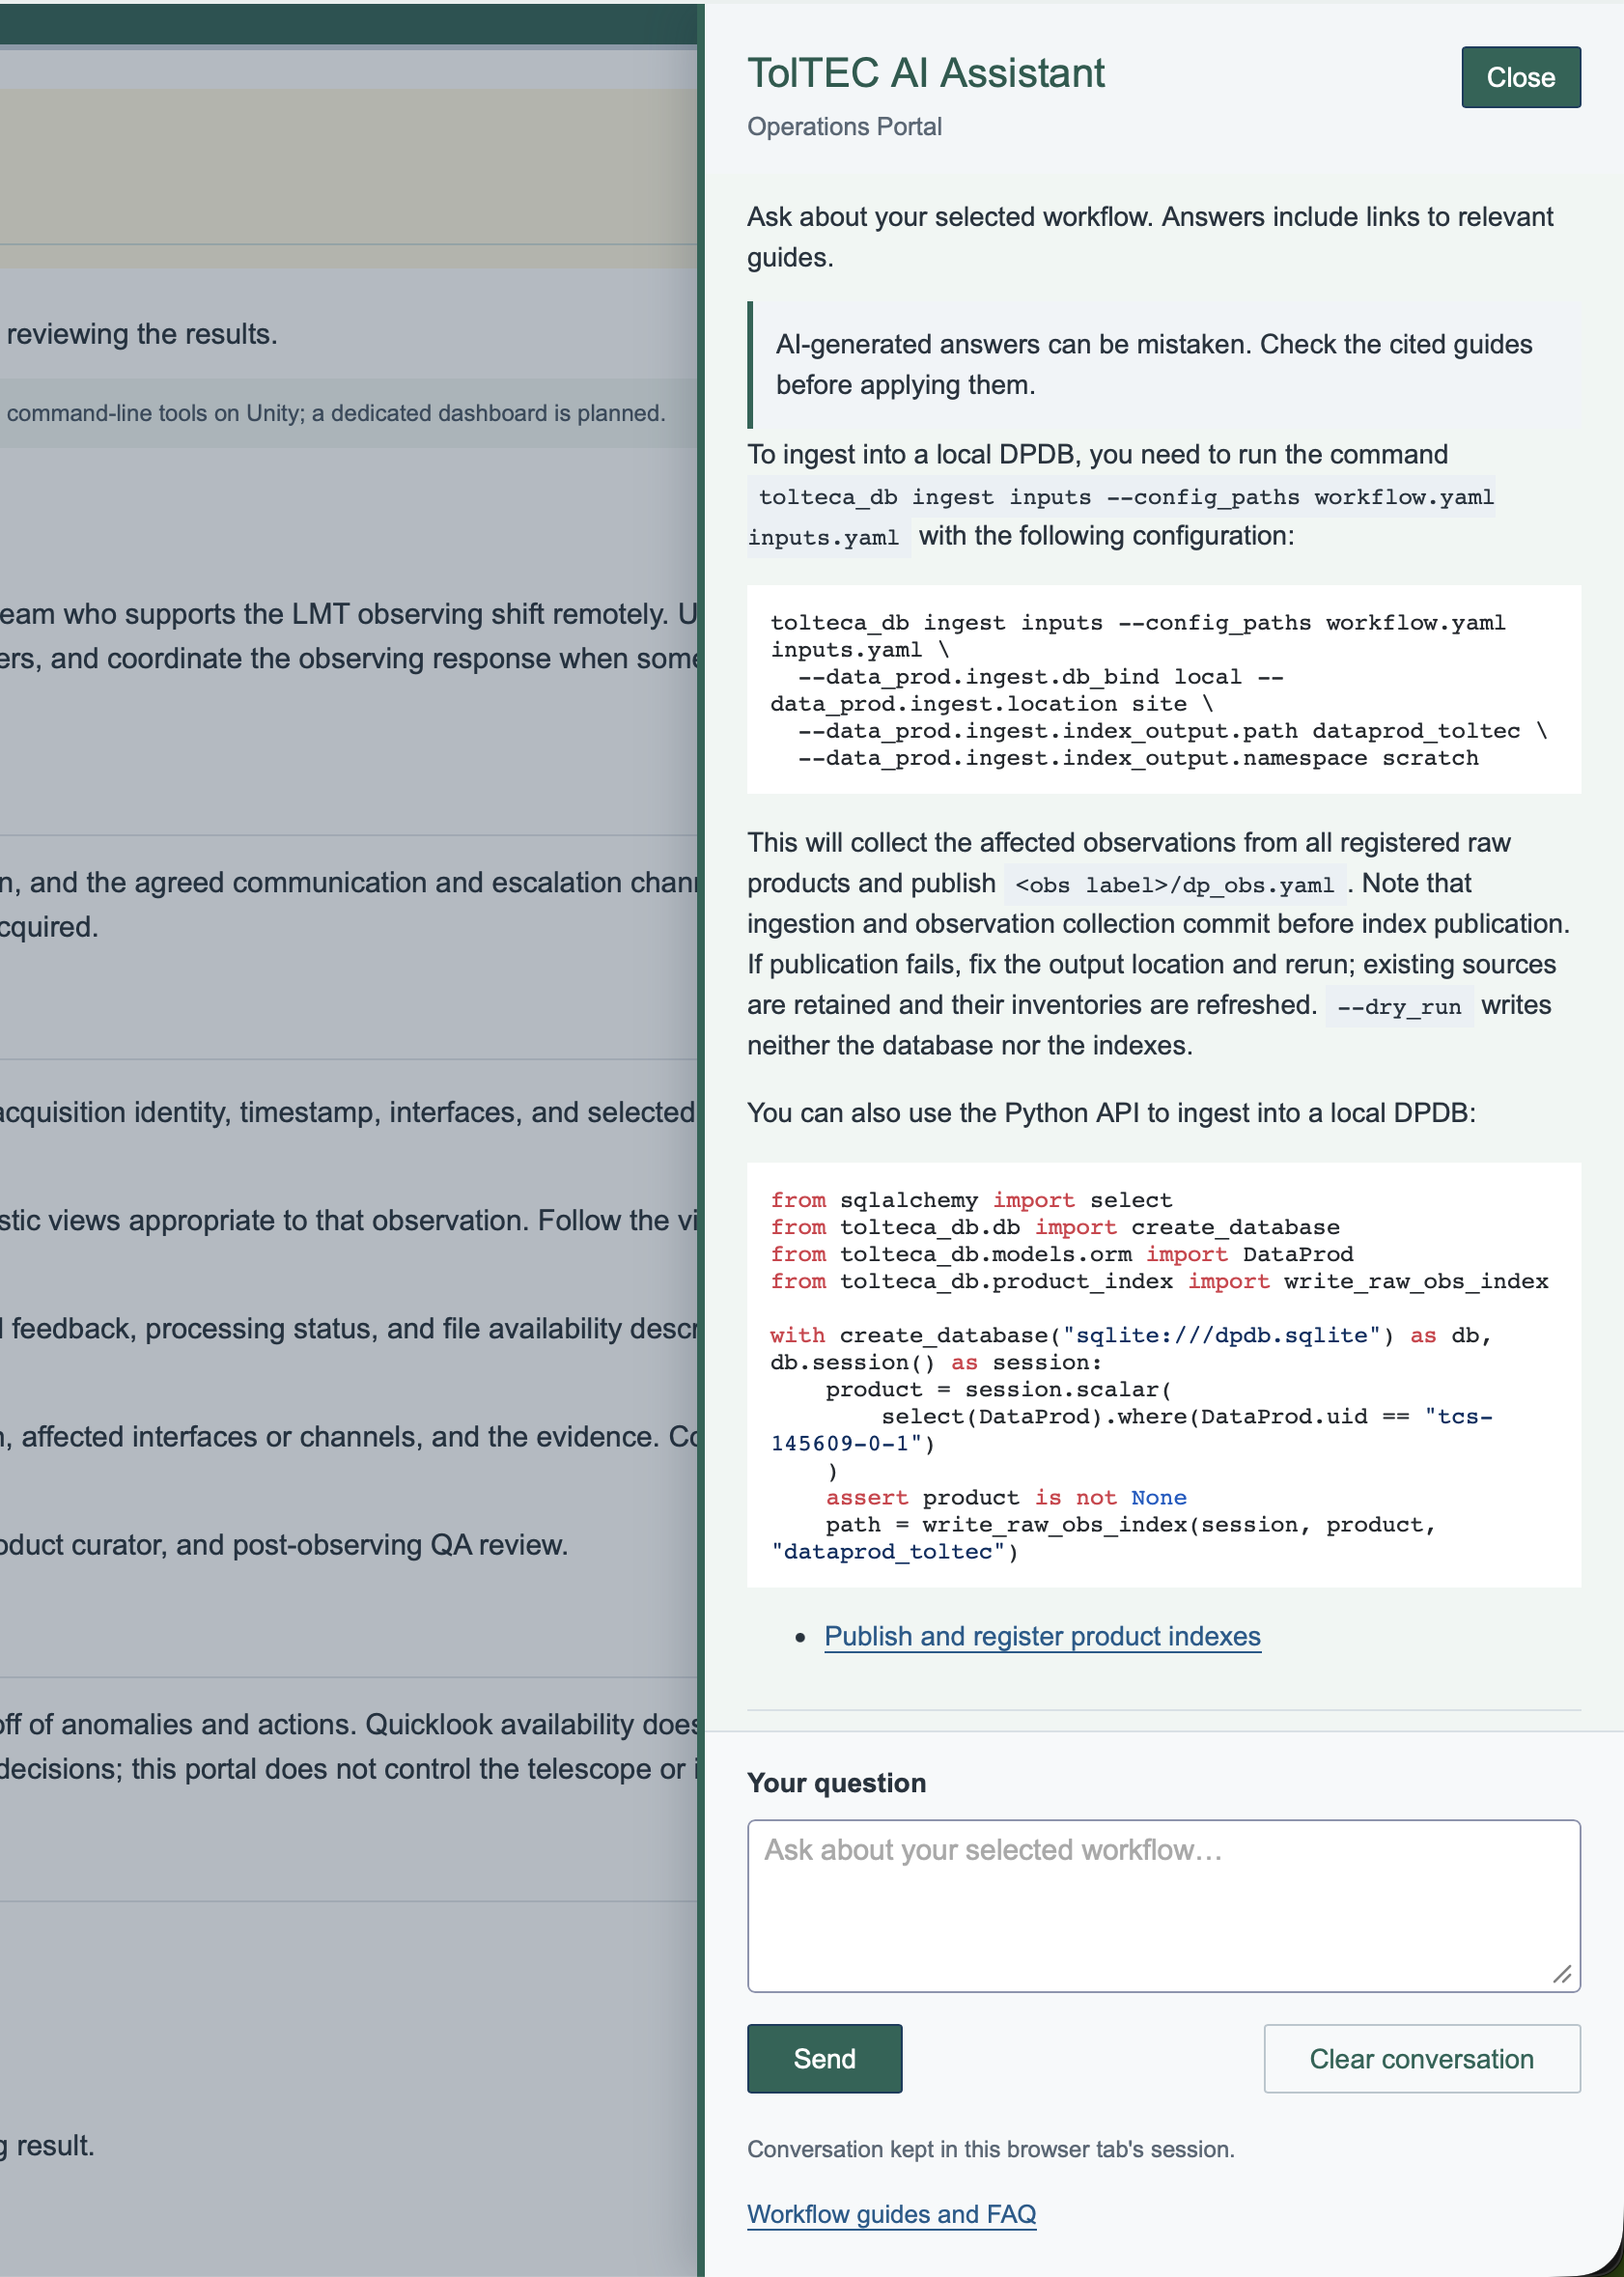 reviewing the results.
command-line tools on Unity; a dedicated dashboard is planned.
eam who supports the LMT observing shift remotely. U
ers, and coordinate the observing response when some
n, and the agreed communication and escalation chan
cquired.
acquisition identity, timestamp, interfaces, and selected
stic views appropriate to that observation. Follow the vi
feedback, processing status, and file availability descr
, affected interfaces or channels, and the evidence. Co
oduct curator, and post-observing QA review.
off of anomalies and actions. Quicklook availability does
decisions; this portal does not control the telescope or i
g result.
TolTEC AI Assistant
Close
Operations Portal
Ask about your selected workflow. Answers include links to relevant
guides.
AI-generated answers can be mistaken. Check the cited guides
before applying them.
To ingest into a local DPDB, you need to run the command
tolteca_db ingest inputs --config_paths workflow.yaml
inputs.yaml with the following configuration:
tolteca_db ingest inputs --config_paths workflow.yaml
inputs.yaml \
  --data_prod.ingest.db_bind local --
data_prod.ingest.location site \
  --data_prod.ingest.index_output.path dataprod_toltec \
  --data_prod.ingest.index_output.namespace scratch
This will collect the affected observations from all registered raw
products and publish <obs label>/dp_obs.yaml . Note that
ingestion and observation collection commit before index publication.
If publication fails, fix the output location and rerun; existing sources
are retained and their inventories are refreshed. --dry_run writes
neither the database nor the indexes.
You can also use the Python API to ingest into a local DPDB:
from sqlalchemy import select
from tolteca_db.db import create_database
from tolteca_db.models.orm import DataProd
from tolteca_db.product_index import write_raw_obs_index
with create_database("sqlite:///dpdb.sqlite") as db,
db.session() as session:
    product = session.scalar(
        select(DataProd).where(DataProd.uid == "tcs-
145609-0-1")
    )
    assert product is not None
    path = write_raw_obs_index(session, product,
"dataprod_toltec")
• Publish and register product indexes
Your question
Ask about your selected workflow…
Send
Clear conversation
Conversation kept in this browser tab's session.
Workflow guides and FAQ